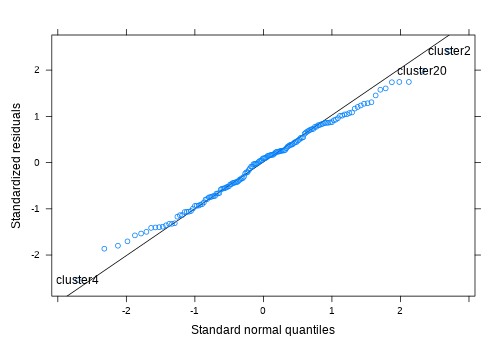 cluster2
cluster20
cluster4
2
1
0
-1
-2
-2
-1
0
1
2
Standardized residuals
Standard normal quantiles